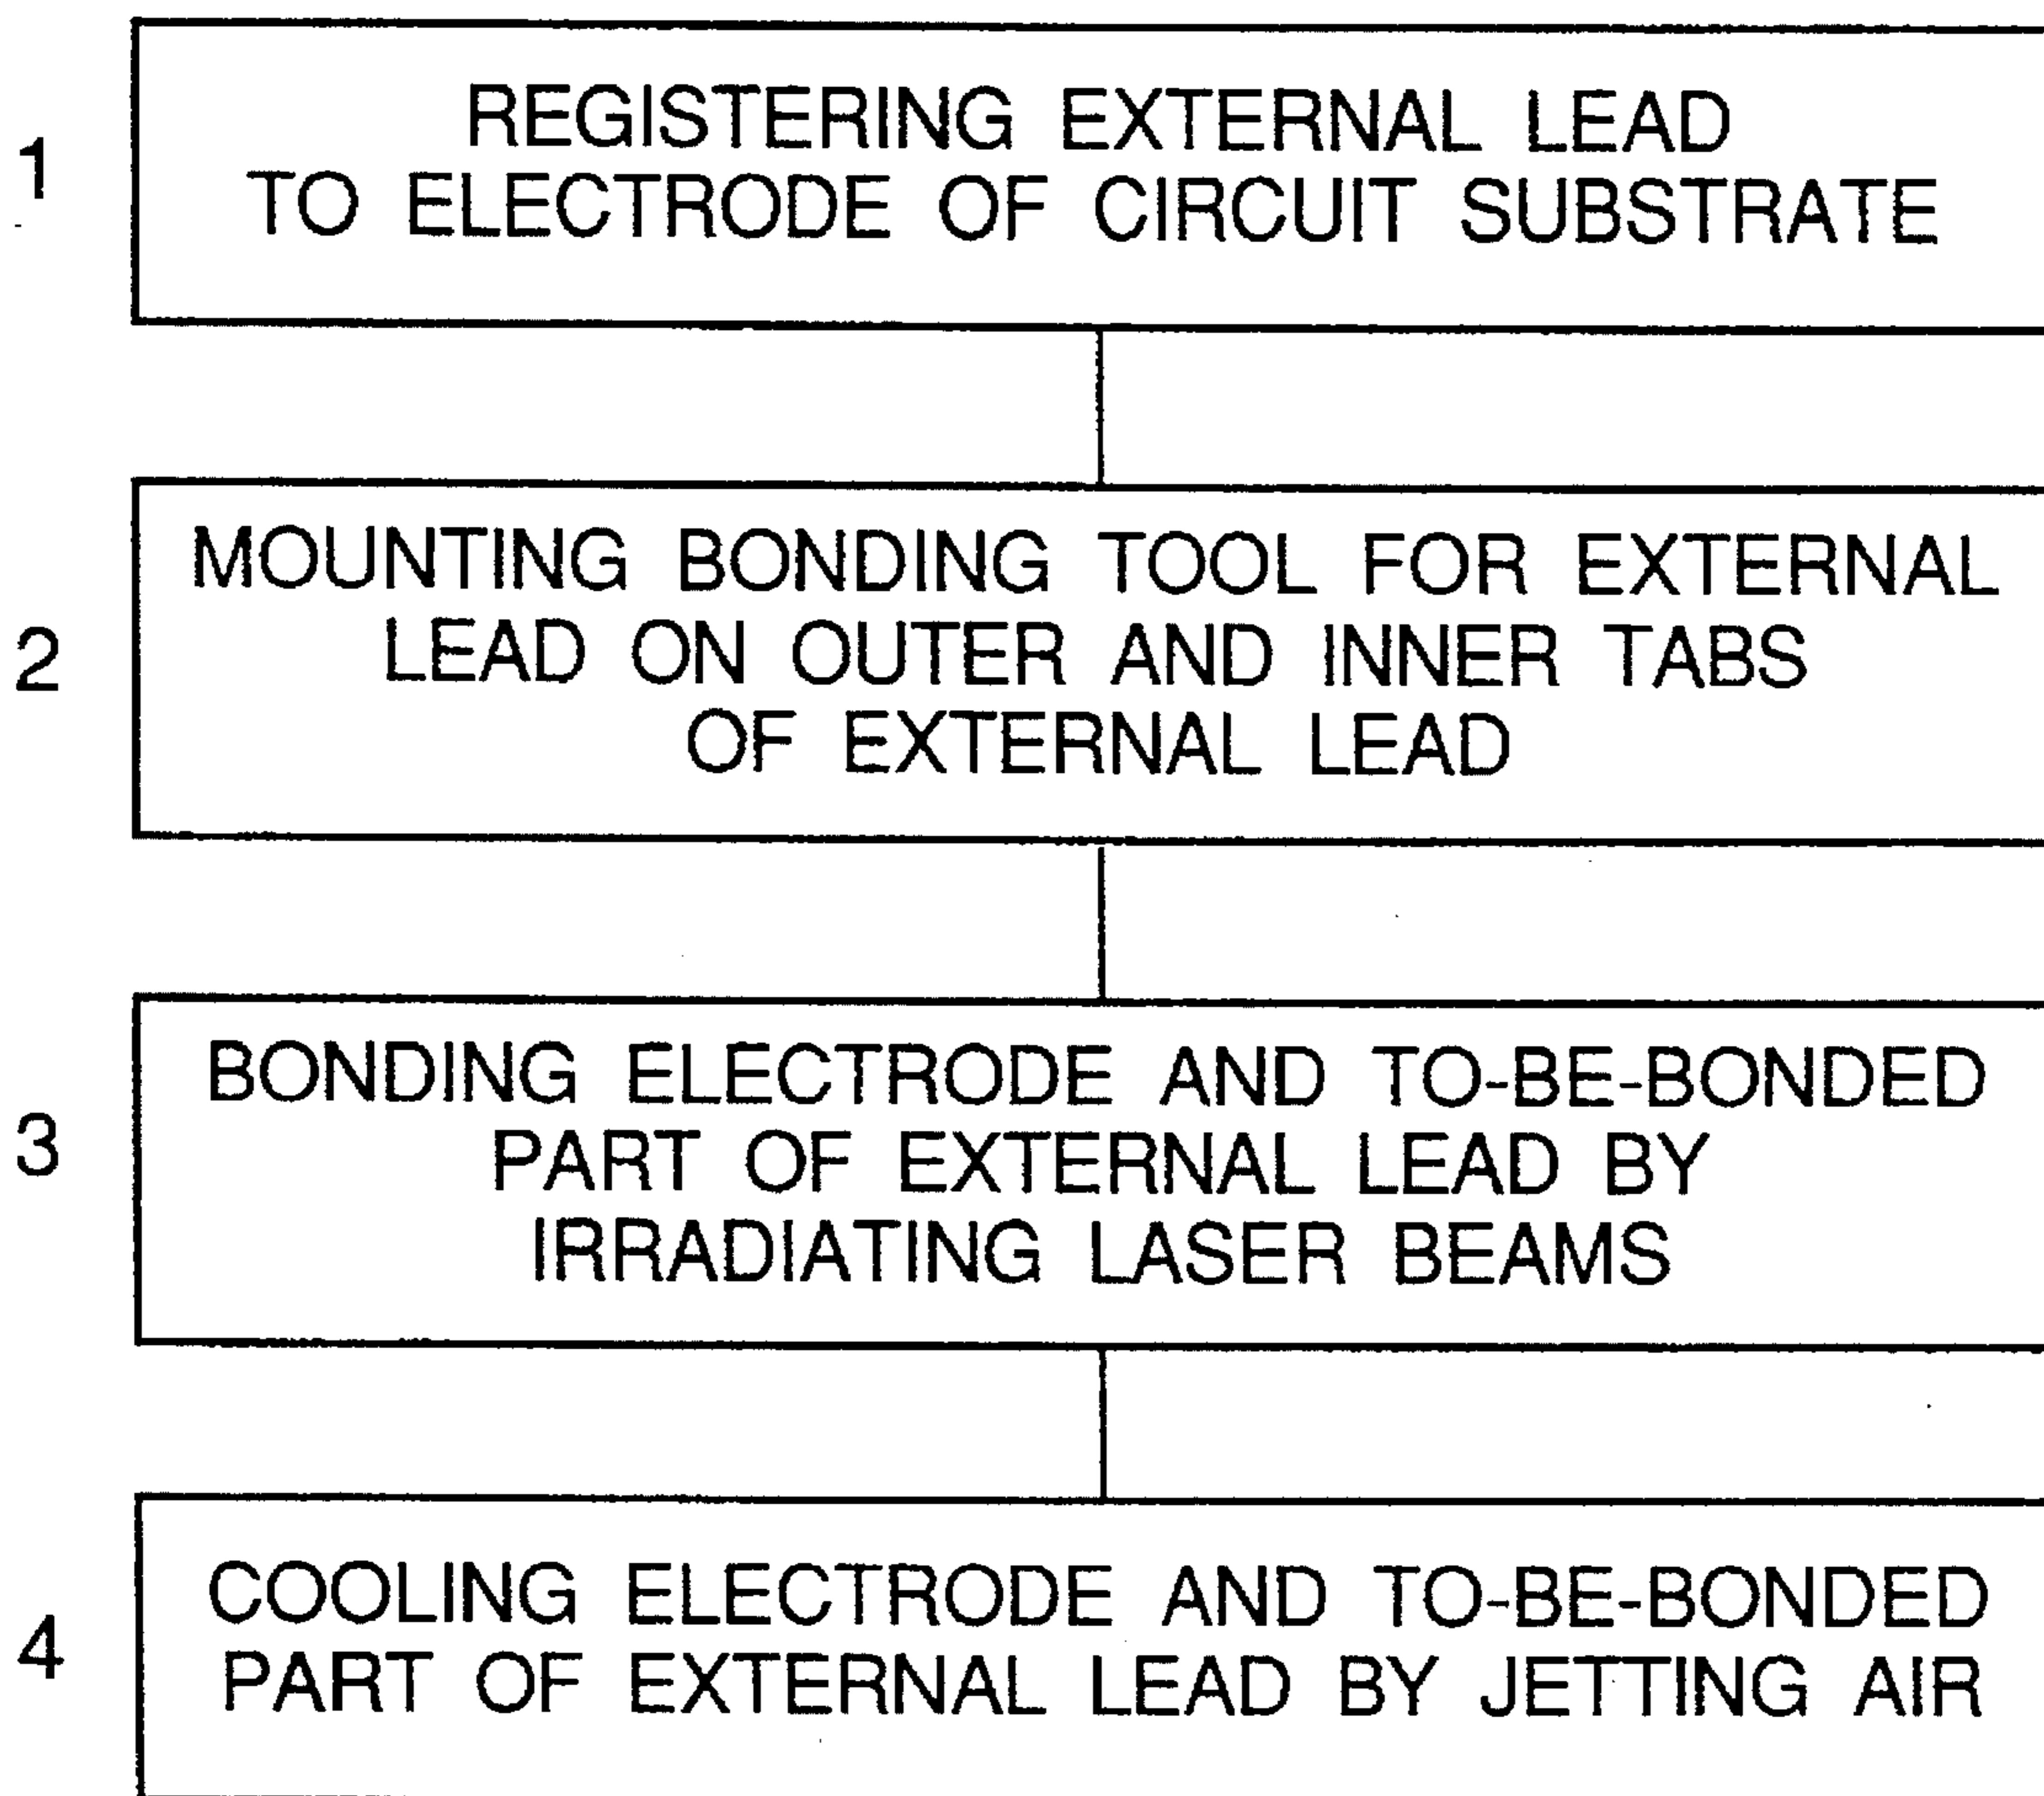 1
REGISTERING EXTERNAL LEAD
TO ELECTRODE OF CIRCUIT SUBSTRATE
2
MOUNTING BONDING TOOL FOR EXTERNAL
LEAD ON OUTER AND INNER TABS
OF EXTERNAL LEAD
3
BONDING ELECTRODE AND TO-BE-BONDED
PART OF EXTERNAL LEAD BY
IRRADIATING LASER BEAMS
4
COOLING ELECTRODE AND TO-BE-BONDED
PART OF EXTERNAL LEAD BY JETTING AIR